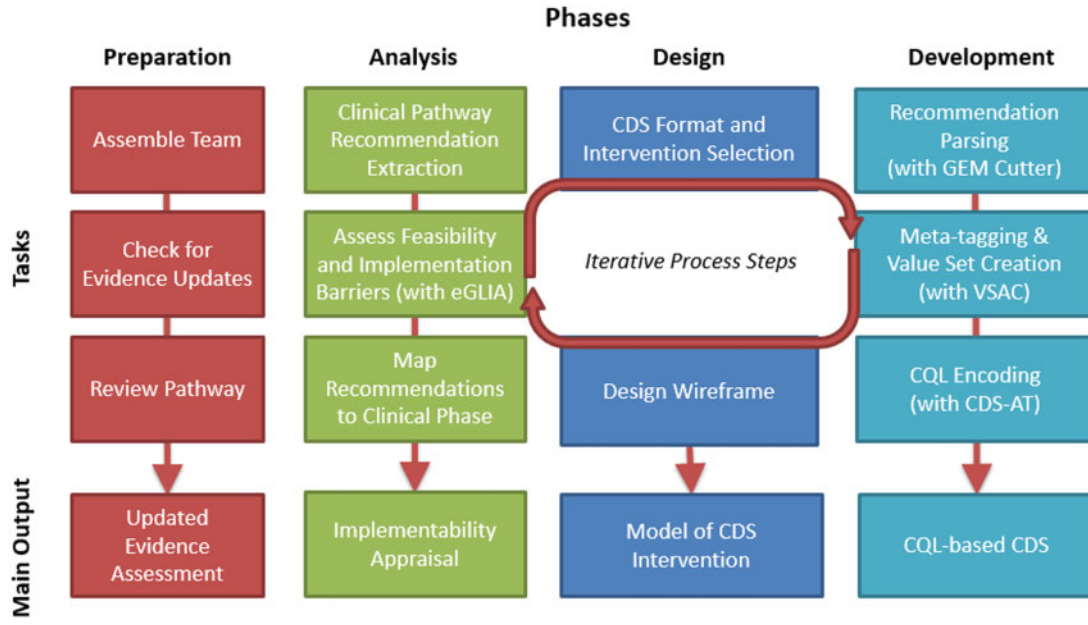 Phases
Preparation
Analysis
Design
Development
Tasks
Assemble Team
Clinical Pathway
Recommendation
Extraction
CDS Format and
Intervention Selection
Recommendation
Parsing
(with GEM Cutter)
Check for
Evidence Updates
Assess Feasibility
and Implementation
Barriers (with eGLIA)
Iterative Process Steps
Meta-tagging &
Value Set Creation
(with VSAC)
Review Pathway
Map
Recommendations
to Clinical Phase
Design Wireframe
CQL Encoding
(with CDS-AT)
Main Output
Updated
Evidence
Assessment
Implementability
Appraisal
Model of CDS
Intervention
CQL-based CDS